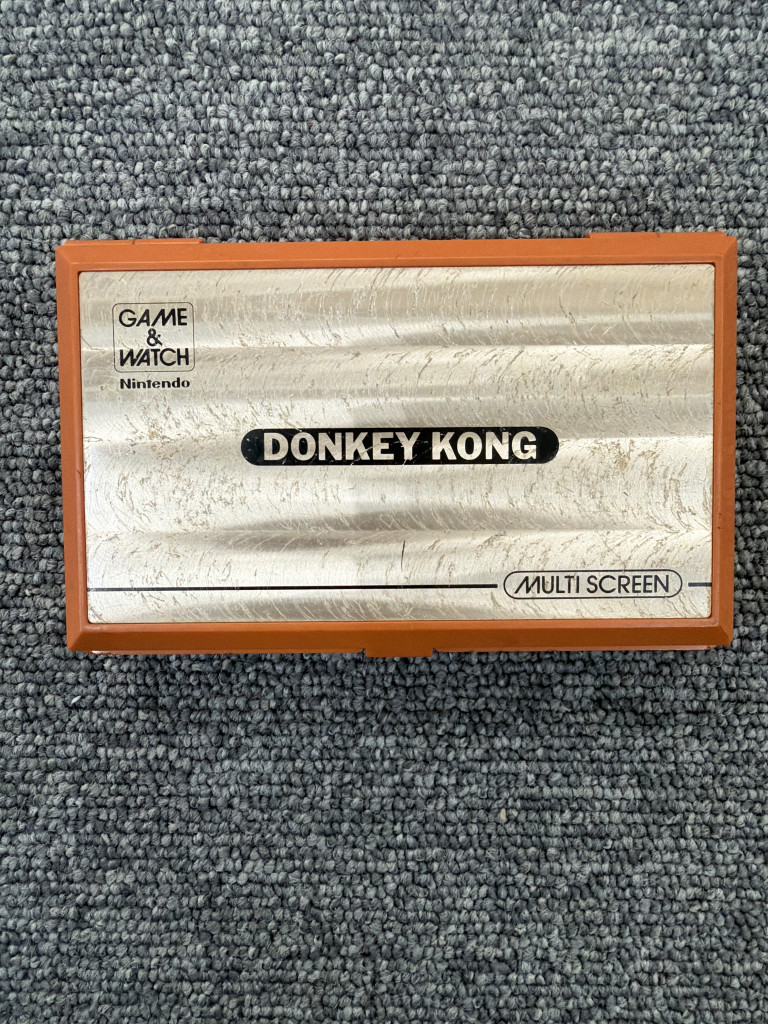 GAME
&
WATCH
Nintendo
DONKEY KONG
MULTI SCREEN